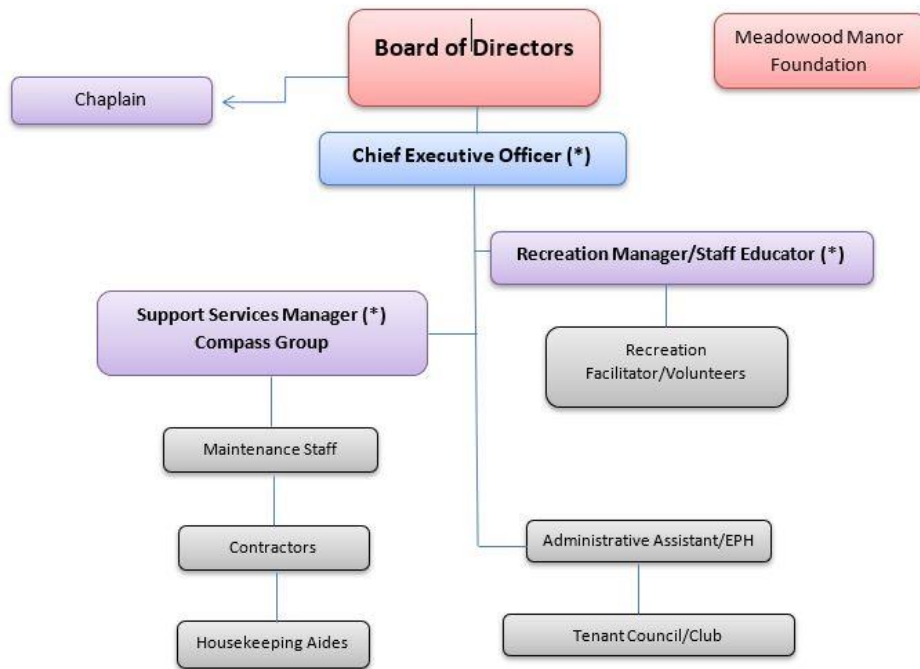 Board of Directors
Meadowood Manor
Foundation
Chaplain
Chief Executive Officer (*)
Recreation Manager/Staff Educator (*)
Support Services Manager (*)
Compass Group
Recreation
Facilitator/Volunteers
Maintenance Staff
Contractors
Administrative Assistant/EPH
Housekeeping Aides
Tenant Council/Club